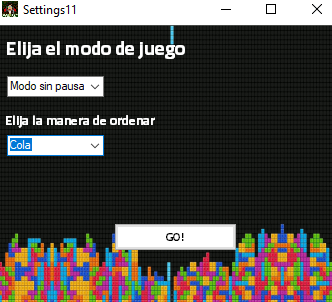 Settings11
Elija el modo de juego
Modo sin pausa
Elija la manera de ordenar
Cola
GO!